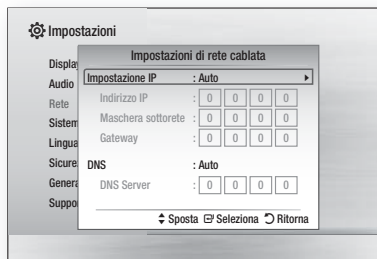 Impostazioni
Impostazioni di rete cablata
Display
Audio
Rete
Sistem
Lingua
Sicure
Genera
Suppo
Impostazione IP : Auto
Indirizzo IP : 0 0 0 0
Maschera sottorete : 0 0 0 0
Gateway : 0 0 0 0
DNS : Auto
DNS Server : 0 0 0 0
Sposta Seleziona Ritorna